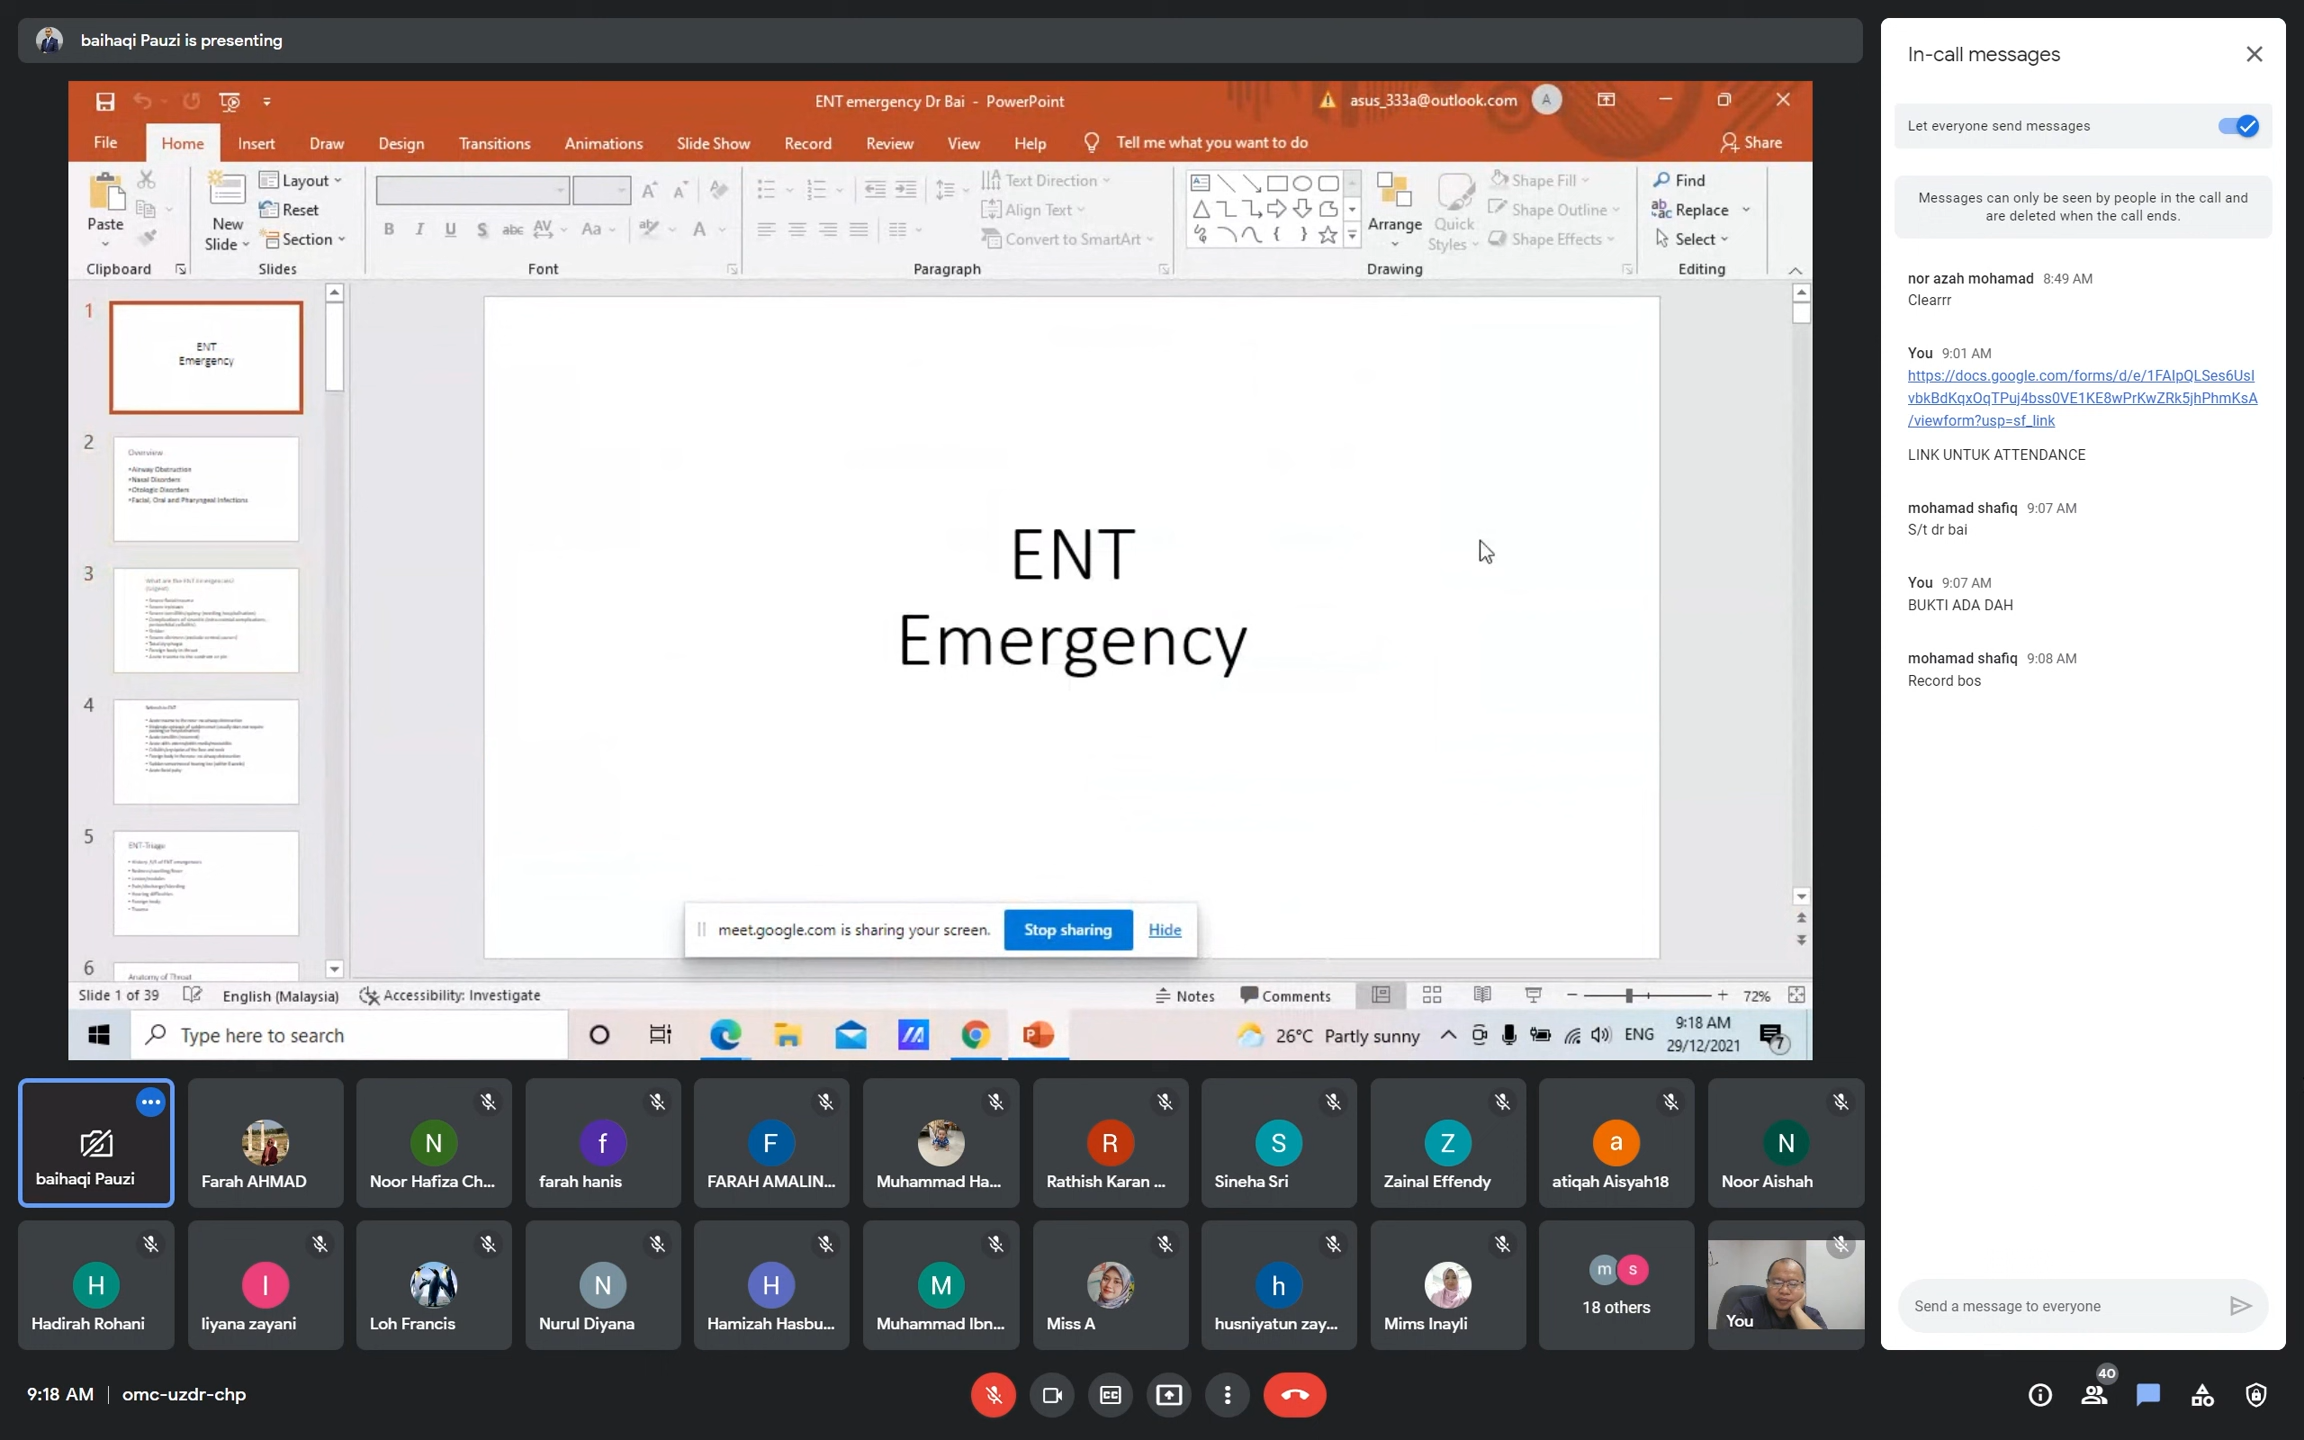 baihaqi Pauzi is presenting
ENT emergency Dr Bai - PowerPoint
asus_333a@outlook.com
A
File Home Insert Draw Design Transitions Animations Slide Show Record Review View Help Tell me what you want to do Share
Paste
Clipboard
New Slide
Layout
Reset
Section
Slides
B I U S abc AV Aa A
Font
Text Direction
Align Text
Convert to SmartArt
Paragraph
Arrange
Quick Styles
Shape Fill
Shape Outline
Shape Effects
Drawing
Find
Replace
Select
Editing
1
ENT
Emergency
2
Overview
•Airway Obstruction
•Nasal Disorders
•Otologic Disorders
•Facial, Oral and Pharyngeal Infections
3
4
5
ENT-Triage
6
Anatomy of Throat
ENT
Emergency
meet.google.com is sharing your screen.
Stop sharing
Hide
Slide 1 of 39
English (Malaysia)
Accessibility: Investigate
Notes
Comments
72%
Type here to search
26°C Partly sunny
ENG
9:18 AM
29/12/2021
7
baihaqi Pauzi
Farah AHMAD
N
Noor Hafiza Ch...
f
farah hanis
F
FARAH AMALIN...
Muhammad Ha...
R
Rathish Karan ...
S
Sineha Sri
Z
Zainal Effendy
a
atiqah Aisyah18
N
Noor Aishah
H
Hadirah Rohani
l
liyana zayani
Loh Francis
N
Nurul Diyana
H
Hamizah Hasbu...
M
Muhammad Ibn...
Miss A
h
husniyatun zay...
Mims Inayli
m s
18 others
You
9:18 AM | omc-uzdr-chp
CC
40
In-call messages
Let everyone send messages
Messages can only be seen by people in the call and
are deleted when the call ends.
nor azah mohamad 8:49 AM
Clearrr
You 9:01 AM
https://docs.google.com/forms/d/e/1FAIpQLSes6UsI
vbkBdKqxOqTPuj4bss0VE1KE8wPrKwZRk5jhPhmKsA
/viewform?usp=sf_link
LINK UNTUK ATTENDANCE
mohamad shafiq 9:07 AM
S/t dr bai
You 9:07 AM
BUKTI ADA DAH
mohamad shafiq 9:08 AM
Record bos
Send a message to everyone